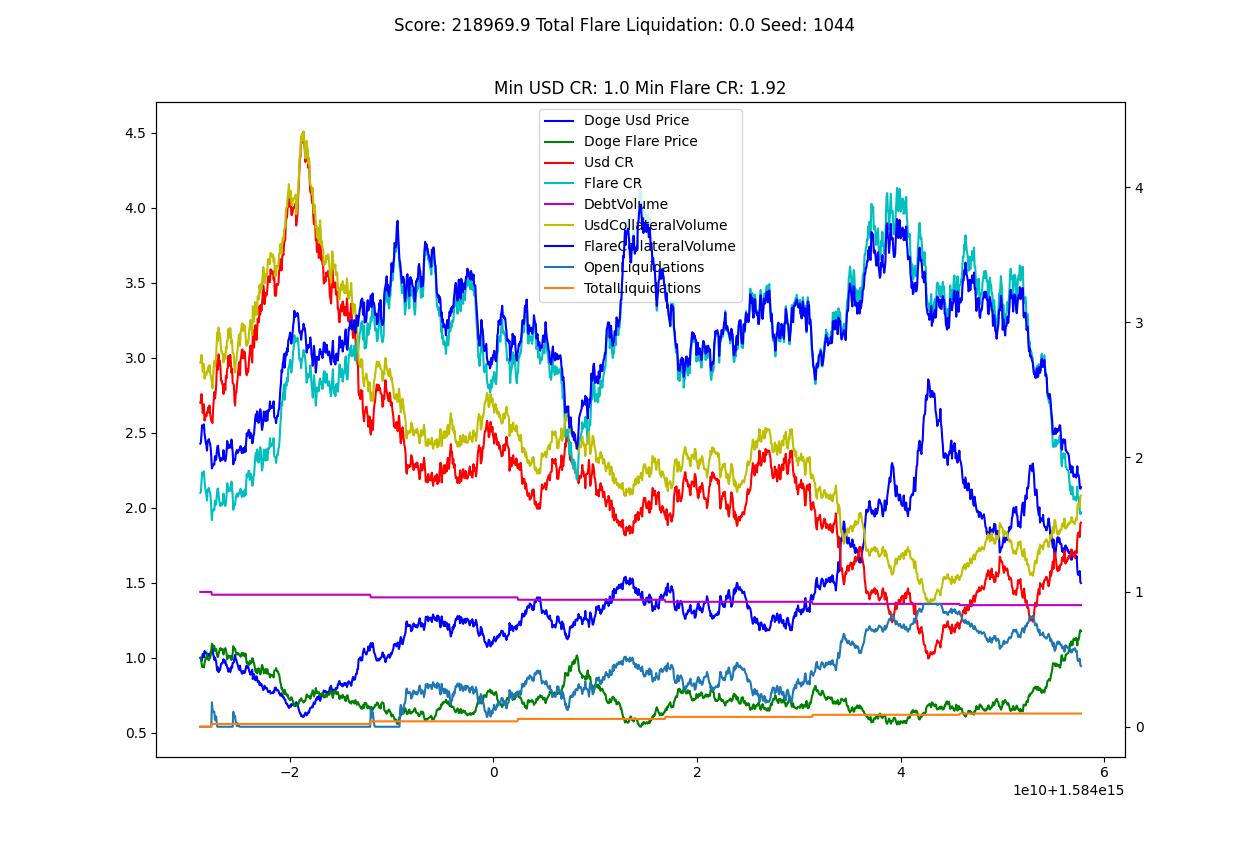 Score: 218969.9 Total Flare Liquidation: 0.0 Seed: 1044
Min USD CR: 1.0 Min Flare CR: 1.92
4.5
4.0
3.5
3.0
2.5
2.0
1.5
1.0
0.5
Doge Usd Price
Doge Flare Price
Usd CR
Flare CR
DebtVolume
UsdCollateralVolume
FlareCollateralVolume
OpenLiquidations
TotalLiquidations
4
3
2
1
0
−2 0 2 4 6
1e10+1.584e15